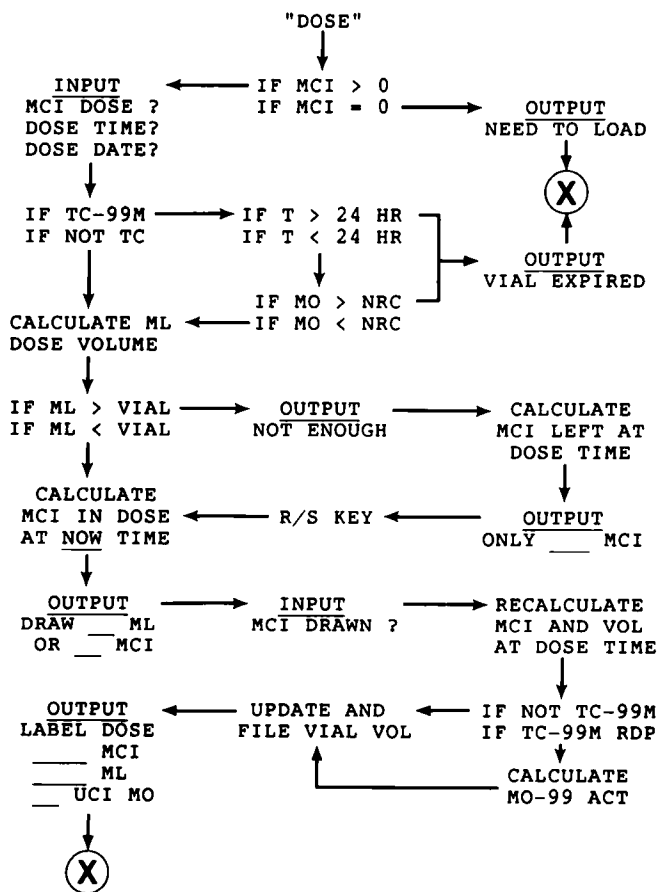 "DOSE"
IF MCI > 0
IF MCI = 0
INPUT
MCI DOSE ?
DOSE TIME?
DOSE DATE?
OUTPUT
NEED TO LOAD
X
IF TC-99M
IF NOT TC
IF T > 24 HR
IF T < 24 HR
IF MO > NRC
IF MO < NRC
OUTPUT
VIAL EXPIRED
CALCULATE ML
DOSE VOLUME
IF ML > VIAL
IF ML < VIAL
OUTPUT
NOT ENOUGH
CALCULATE
MCI LEFT AT
DOSE TIME
OUTPUT
ONLY ___ MCI
R/S KEY
CALCULATE
MCI IN DOSE
AT NOW TIME
OUTPUT
DRAW __ ML
OR __ MCI
INPUT
MCI DRAWN ?
RECALCULATE
MCI AND VOL
AT DOSE TIME
IF NOT TC-99M
IF TC-99M RDP
CALCULATE
MO-99 ACT
UPDATE AND
FILE VIAL VOL
OUTPUT
LABEL DOSE
_____ MCI
_____ ML
__ UCI MO
X